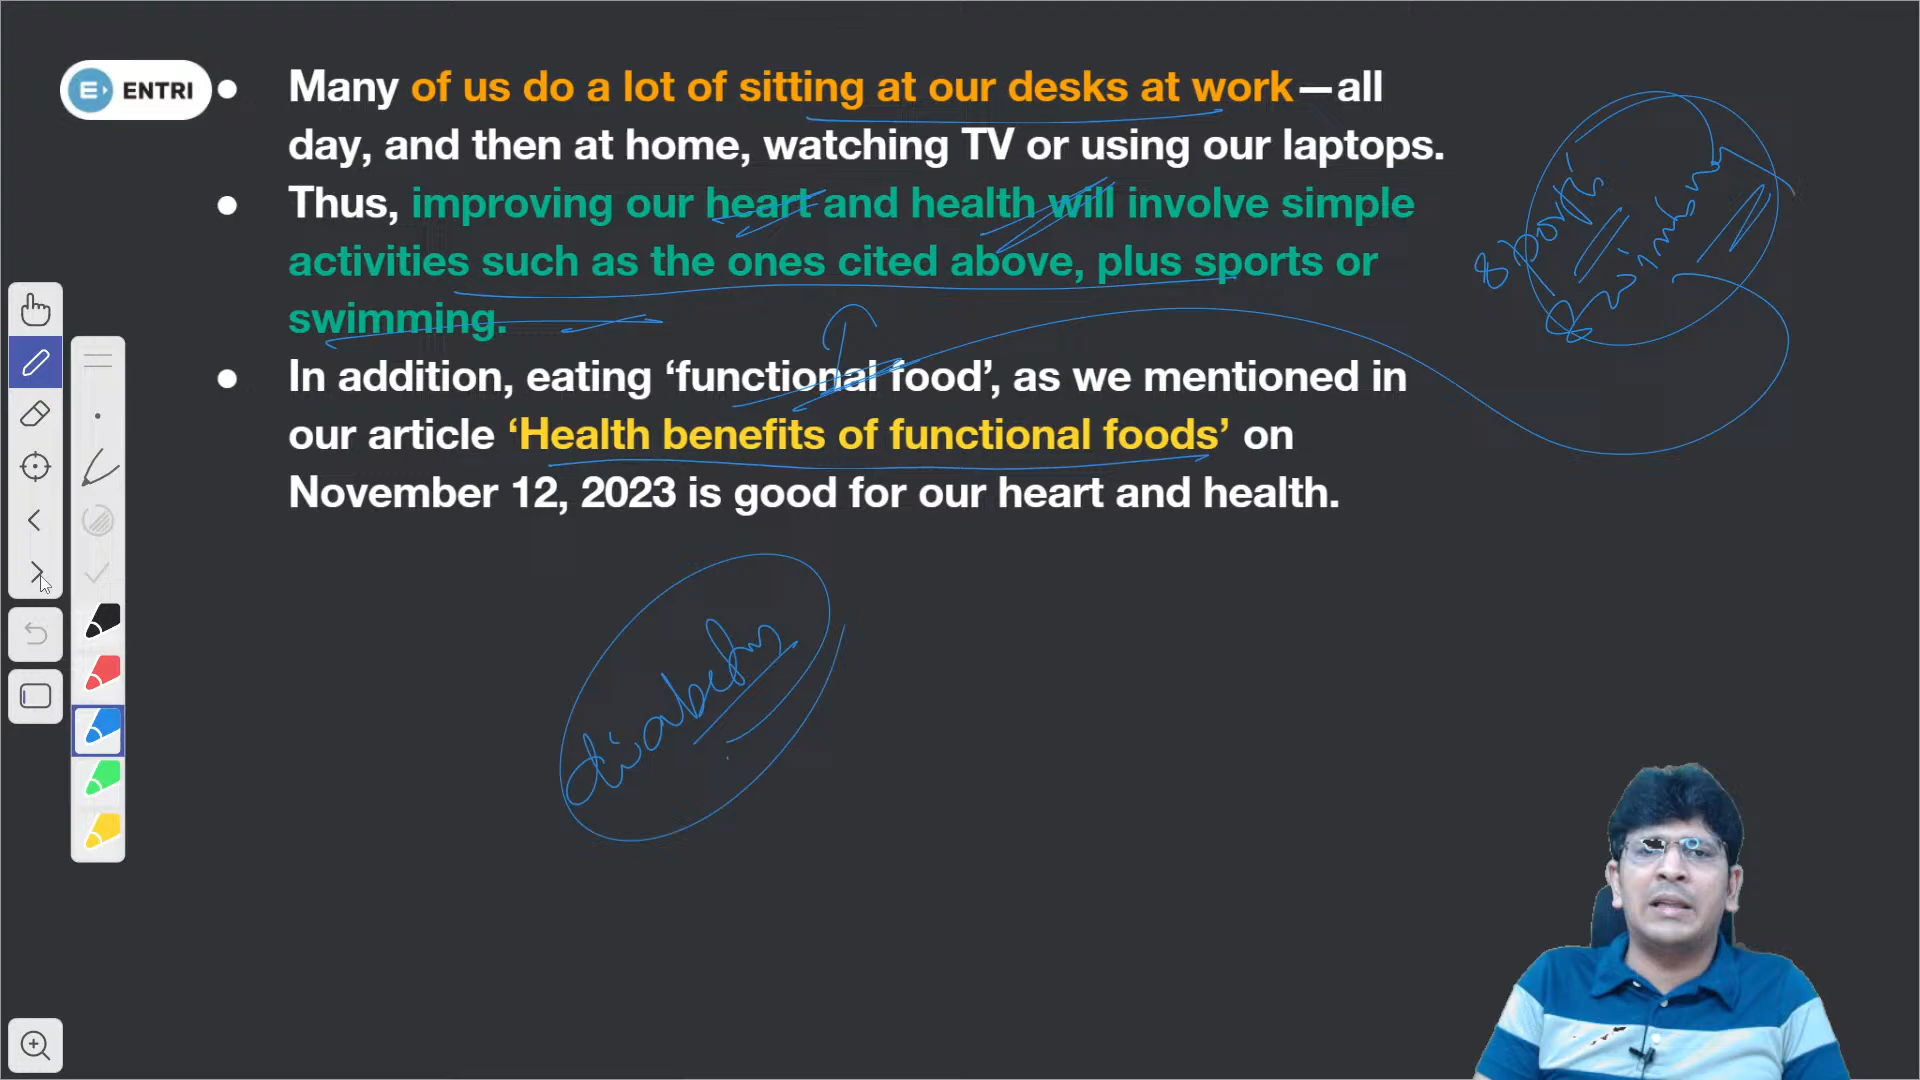 ENTRI
Many of us do a lot of sitting at our desks at work—all
day, and then at home, watching TV or using our laptops.
Thus, improving our heart and health will involve simple
activities such as the ones cited above, plus sports or
swimming.
In addition, eating ‘functional food’, as we mentioned in
our article ‘Health benefits of functional foods’ on
November 12, 2023 is good for our heart and health.
sports